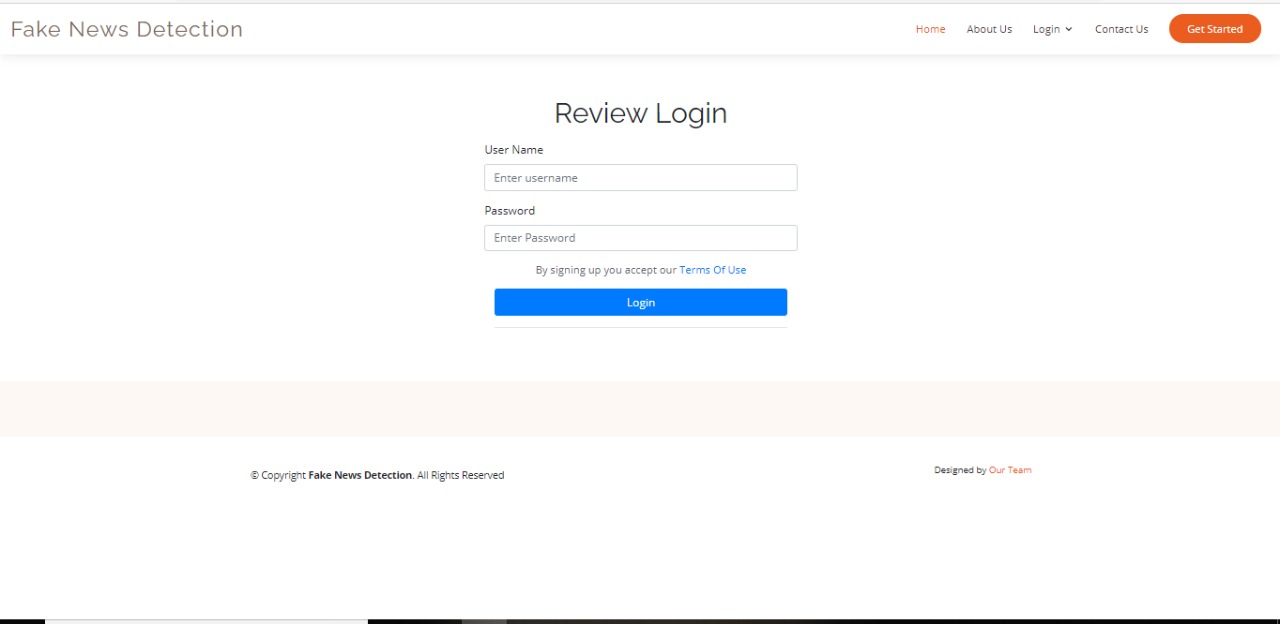 Fake News Detection
Home About Us Login Contact Us Get Started
Review Login
User Name
Enter username
Password
Enter Password
By signing up you accept our Terms Of Use
Login
© Copyright Fake News Detection. All Rights Reserved
Designed by Our Team